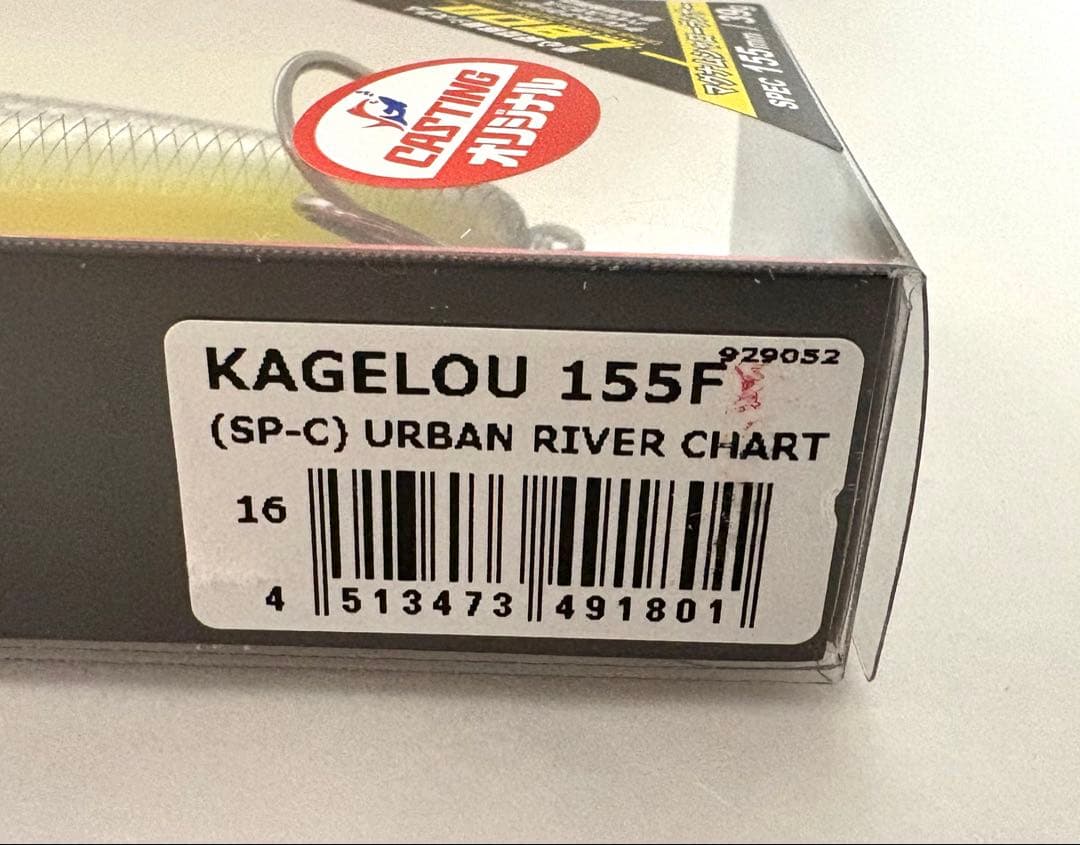 CASTING
オリジナル
SPEC 155mm / 39g
929052
KAGELOU 155F
(SP-C) URBAN RIVER CHART
16
4 513473 491801